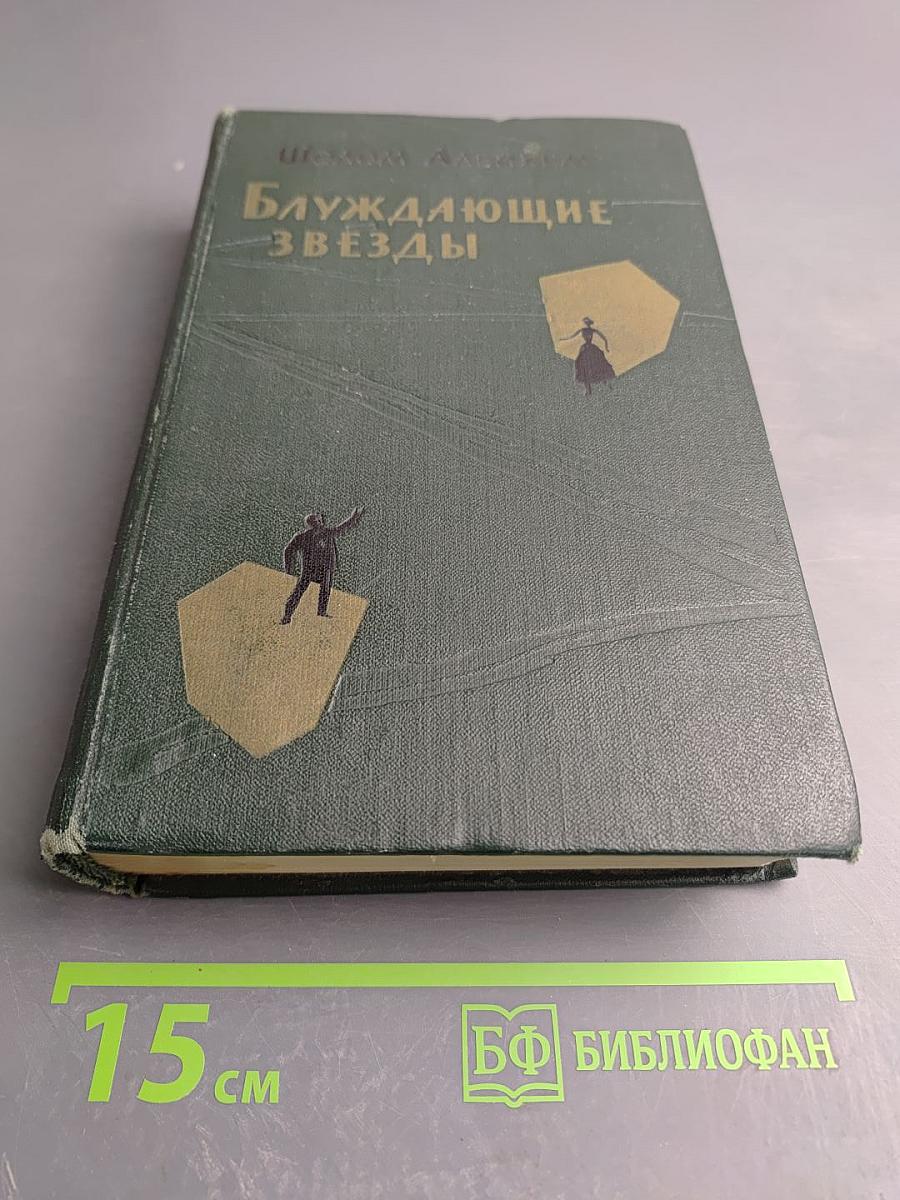 Шолом Алейхем
Блуждающие
звезды
15 см
БФ
БИБЛИОФАН